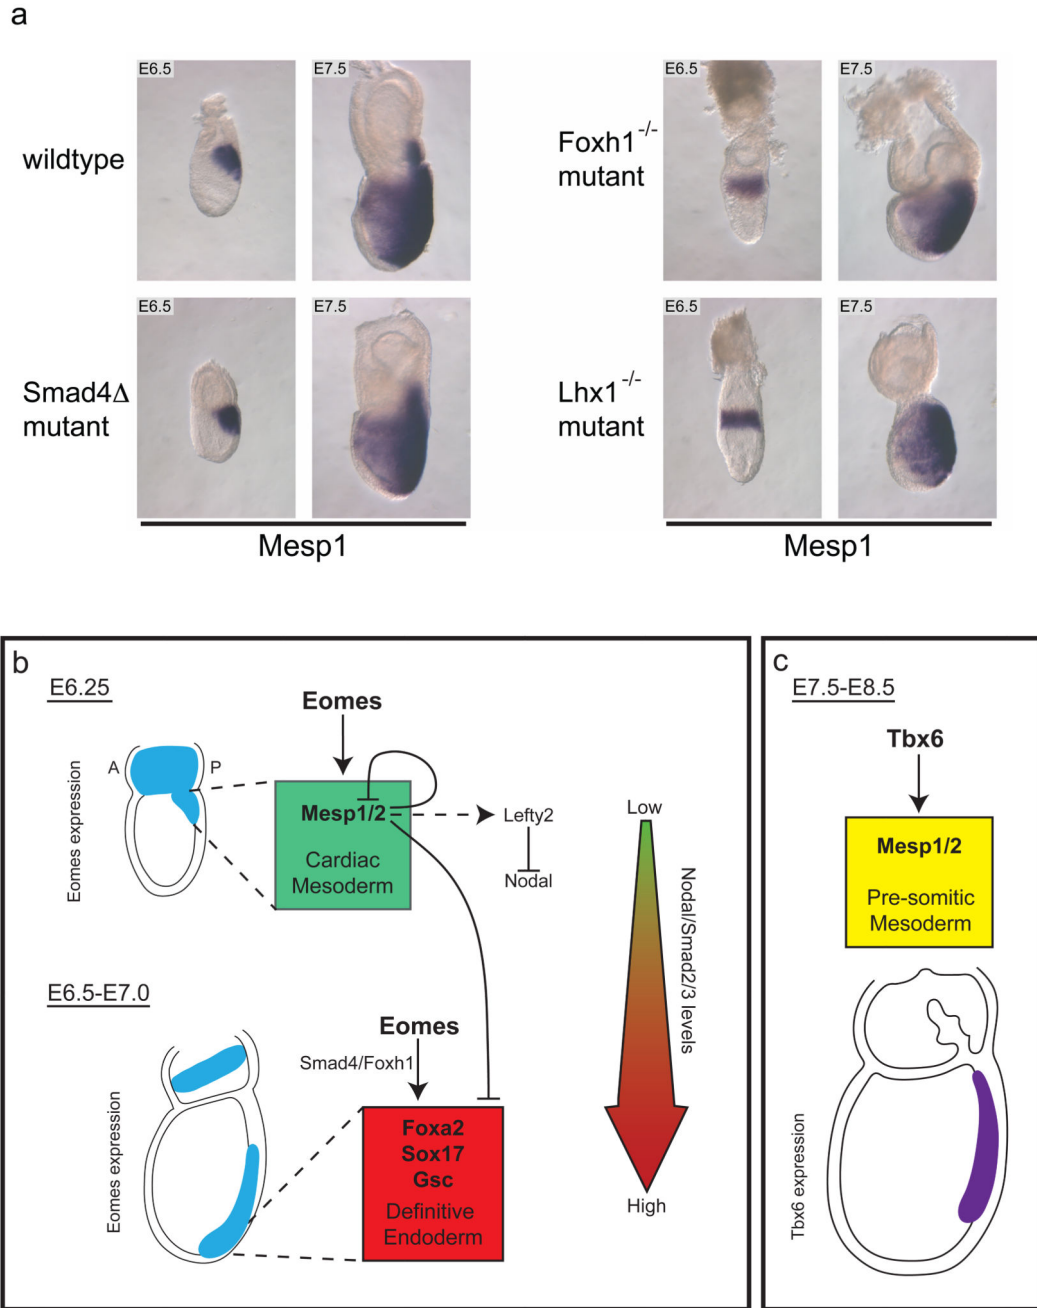 a
E6.5
E7.5
wildtype
E6.5
E7.5
Smad4Δ
mutant
Mesp1
E6.5
E7.5
Foxh1-/-
mutant
E6.5
E7.5
Lhx1-/-
mutant
Mesp1
b
E6.25
Eomes
A
P
Eomes expression
Mesp1/2
Cardiac
Mesoderm
Lefty2
Nodal
E6.5-E7.0
Eomes
Smad4/Foxh1
Eomes expression
Foxa2
Sox17
Gsc
Definitive
Endoderm
Low
Nodal/Smad2/3 levels
High
c
E7.5-E8.5
Tbx6
Mesp1/2
Pre-somitic
Mesoderm
Tbx6 expression